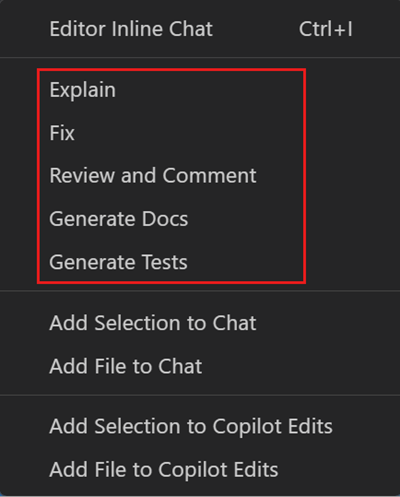 Editor Inline Chat Ctrl+I
Explain
Fix
Review and Comment
Generate Docs
Generate Tests
Add Selection to Chat
Add File to Chat
Add Selection to Copilot Edits
Add File to Copilot Edits